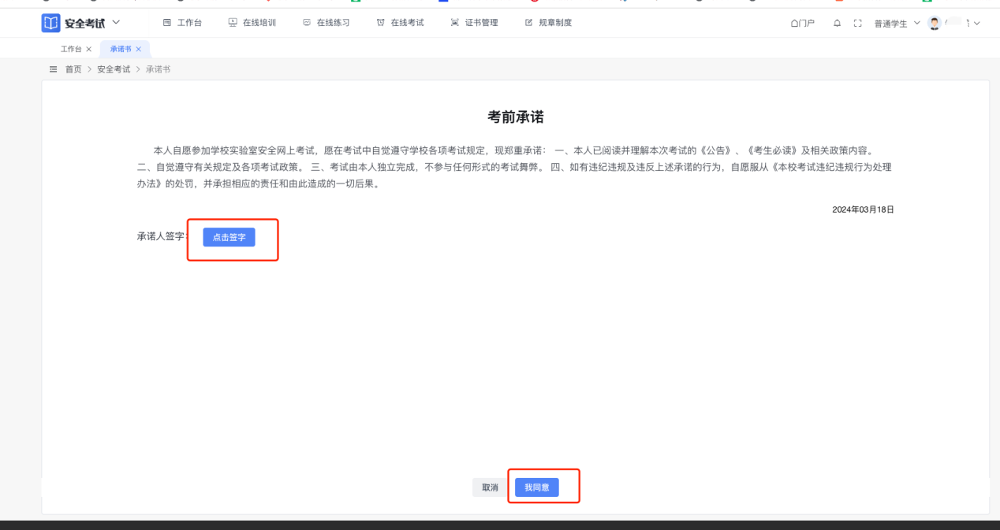 安全考试 工作台 在线培训 在线练习 在线考试 证书管理 规章制度 门户 普通学生
工作台 承诺书
首页 > 安全考试 > 承诺书
考前承诺
本人自愿参加学校实验室安全网上考试，愿在考试中自觉遵守学校各项考试规定，现郑重承诺： 一、本人已阅读并理解本次考试的《公告》、《考生必读》及相关政策内容。
二、自觉遵守有关规定及各项考试政策。 三、考试由本人独立完成，不参与任何形式的考试舞弊。 四、如有违纪违规及违反上述承诺的行为，自愿服从《本校考试违纪违规行为处理
办法》的处罚，并承担相应的责任和由此造成的一切后果。
2024年03月18日
承诺人签字： 点击签字
取消 我同意